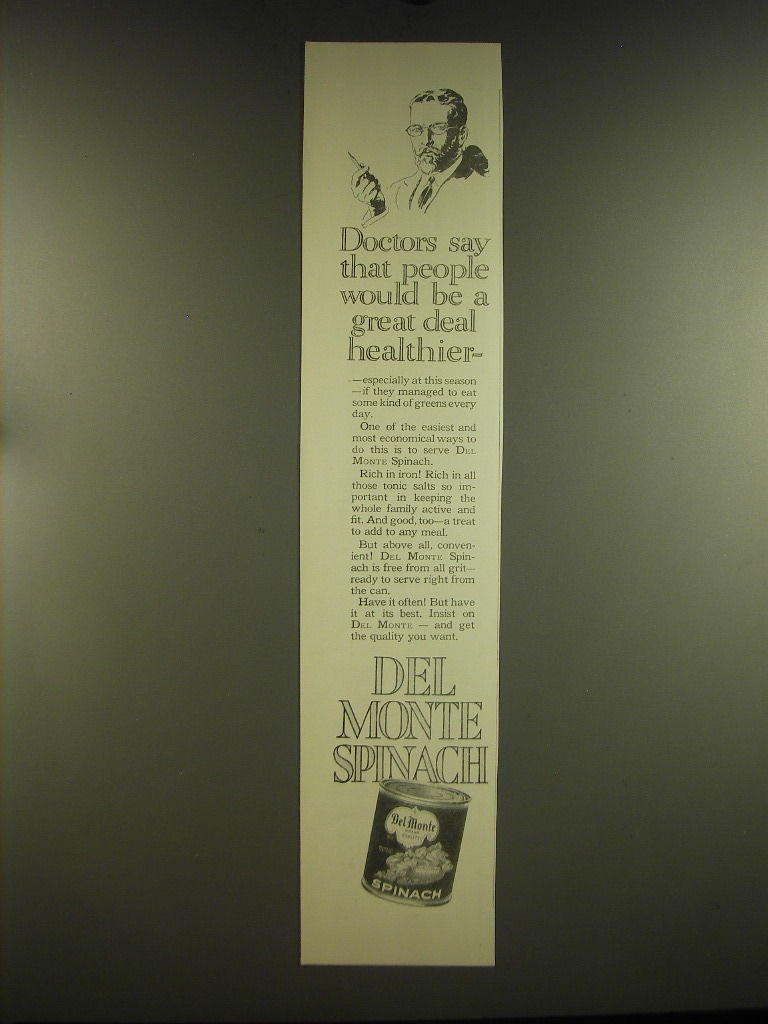 Doctors say
that people
would be a
great deal
healthier-
—especially at this season
—if they managed to eat
some kind of greens every
day.
One of the easiest and
most economical ways to
do this is to serve DEL
MONTE Spinach.
Rich in iron! Rich in all
those tonic salts so im-
portant in keeping the
whole family active and
fit. And good, too—a treat
to add to any meal.
But above all, conven-
ient! DEL MONTE Spin-
ach is free from all grit—
ready to serve right from
the can.
Have it often! But have
it at its best. Insist on
DEL MONTE — and get
the quality you want.
DEL
MONTE
SPINACH
Del Monte
BRAND
QUALITY
SPINACH